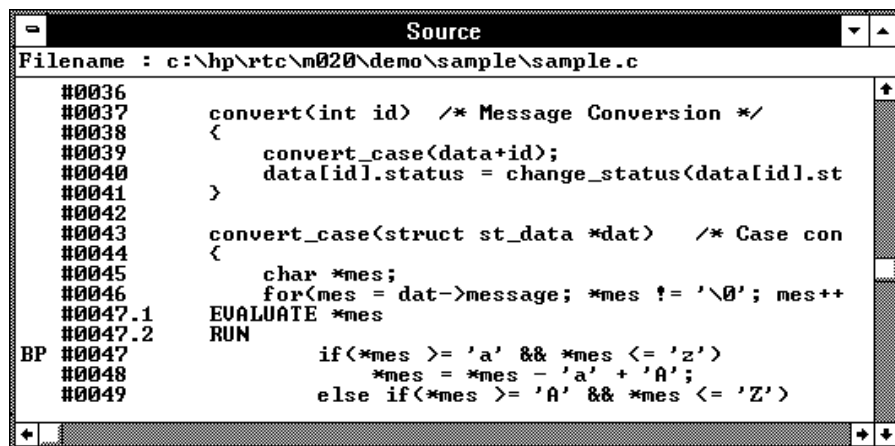 Source
Filename : c:\hp\rtc\m020\demo\sample\sample.c
#0036
#0037 convert(int id) /* Message Conversion */
#0038 {
#0039 convert_case(data+id);
#0040 data[id].status = change_status(data[id].st
#0041 }
#0042
#0043 convert_case(struct st_data *dat) /* Case con
#0044 {
#0045 char *mes;
#0046 for(mes = dat->message; *mes != '\0'; mes++
#0047.1 EVALUATE *mes
#0047.2 RUN
BP #0047 if(*mes >= 'a' && *mes <= 'z')
#0048 *mes = *mes - 'a' + 'A';
#0049 else if(*mes >= 'A' && *mes <= 'Z')